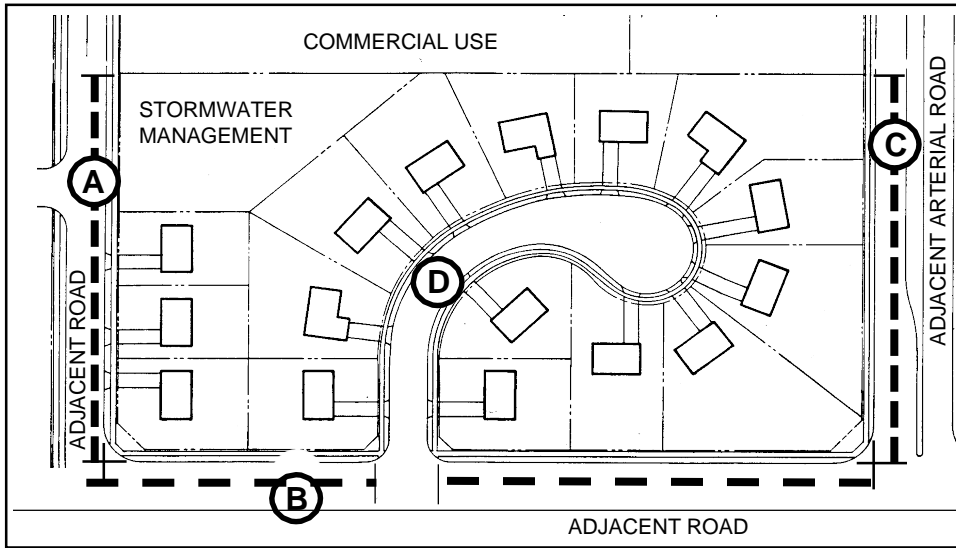 COMMERCIAL USE
STORMWATER
MANAGEMENT
A
C
D
B
ADJACENT ROAD
ADJACENT ARTERIAL ROAD
ADJACENT ROAD